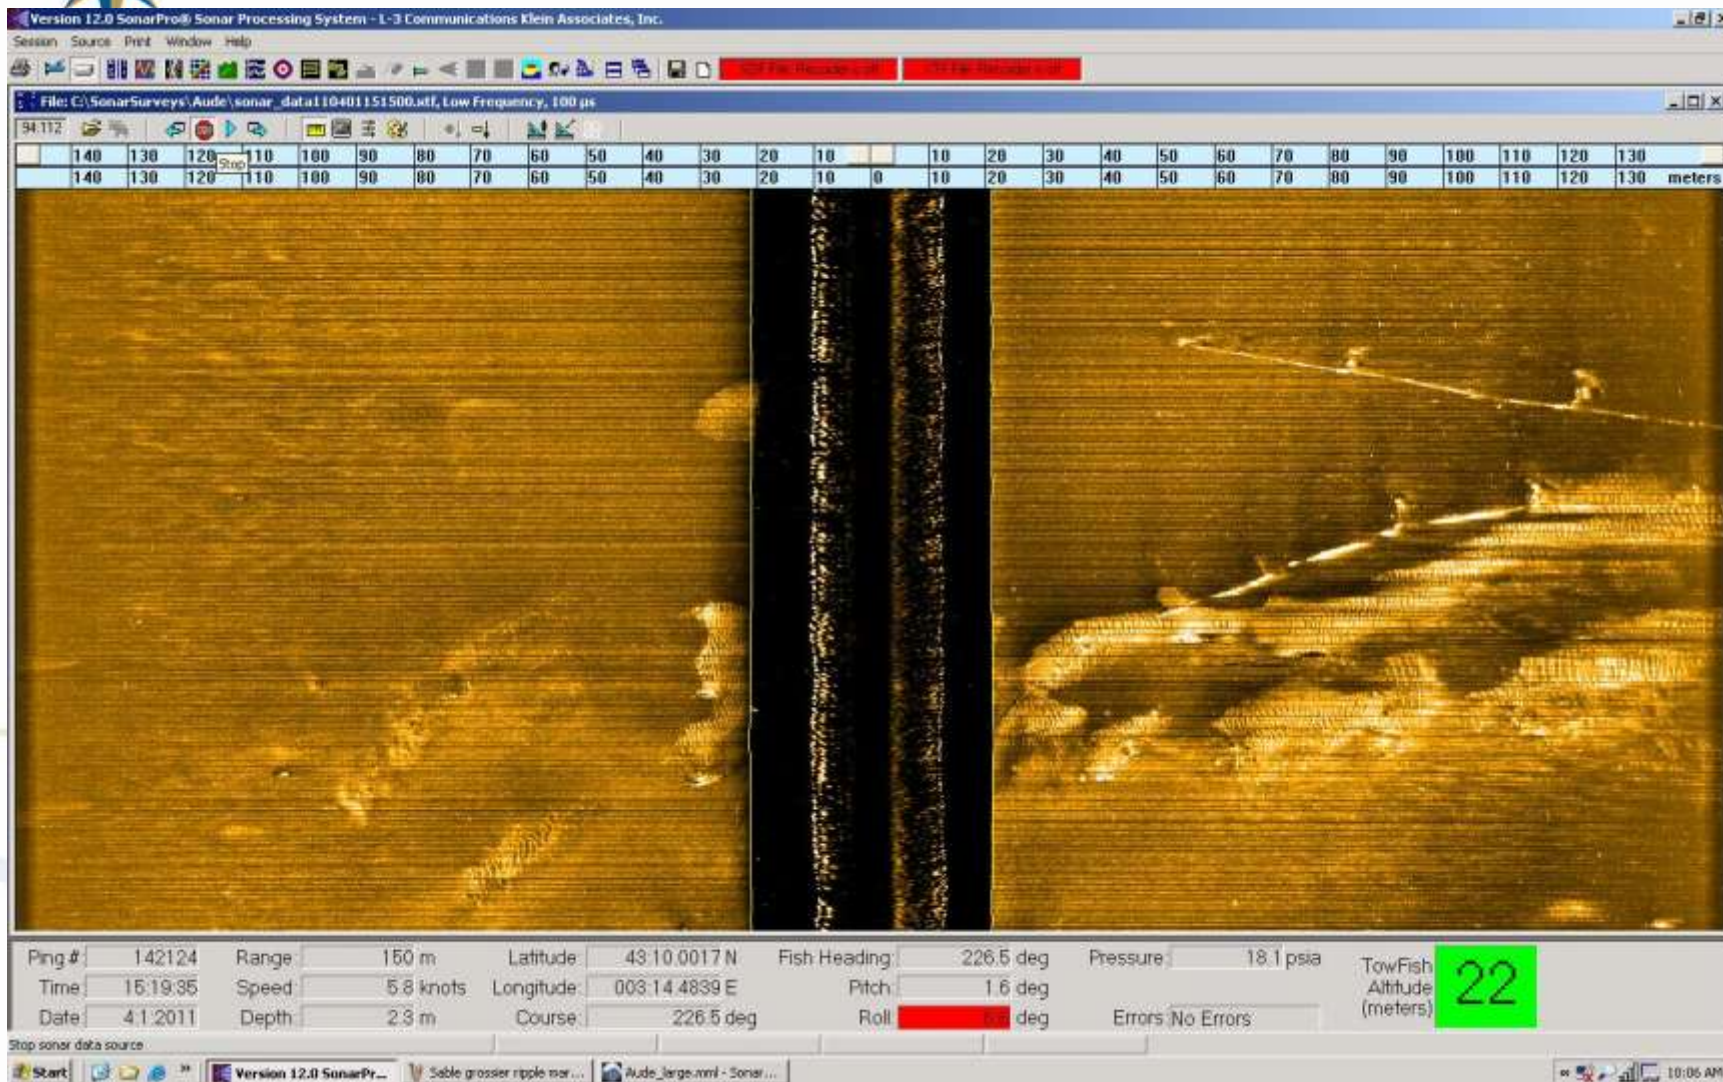 Version 12.0 SonarPro® Sonar Processing System - L-3 Communications Klein Associates, Inc.
Session Source Print Window Help
File: C:\SonarSurveys\Aude\sonar_data110401151500.xtf, Low Frequency, 100 µs
94.112
140 130 120 110 100 90 80 70 60 50 40 30 20 10 10 20 30 40 50 60 70 80 90 100 110 120 130
Stop
140 130 120 110 100 90 80 70 60 50 40 30 20 10 0 10 20 30 40 50 60 70 80 90 100 110 120 130 meters
Ping #: 142124 Range: 150 m Latitude: 43:10.0017 N Fish Heading: 226.5 deg Pressure: 18.1 psia
Time: 15:19:35 Speed: 5.8 knots Longitude: 003:14.4839 E Pitch: 1.6 deg
Date: 4:1:2011 Depth: 2.3 m Course: 226.5 deg Roll: deg Errors: No Errors
TowFish Altitude (meters) 22
Stop sonar data source
Start Version 12.0 SonarPr... Sable grossier ripple mar... Aude_large.mml - Sonar... 10:06 AM